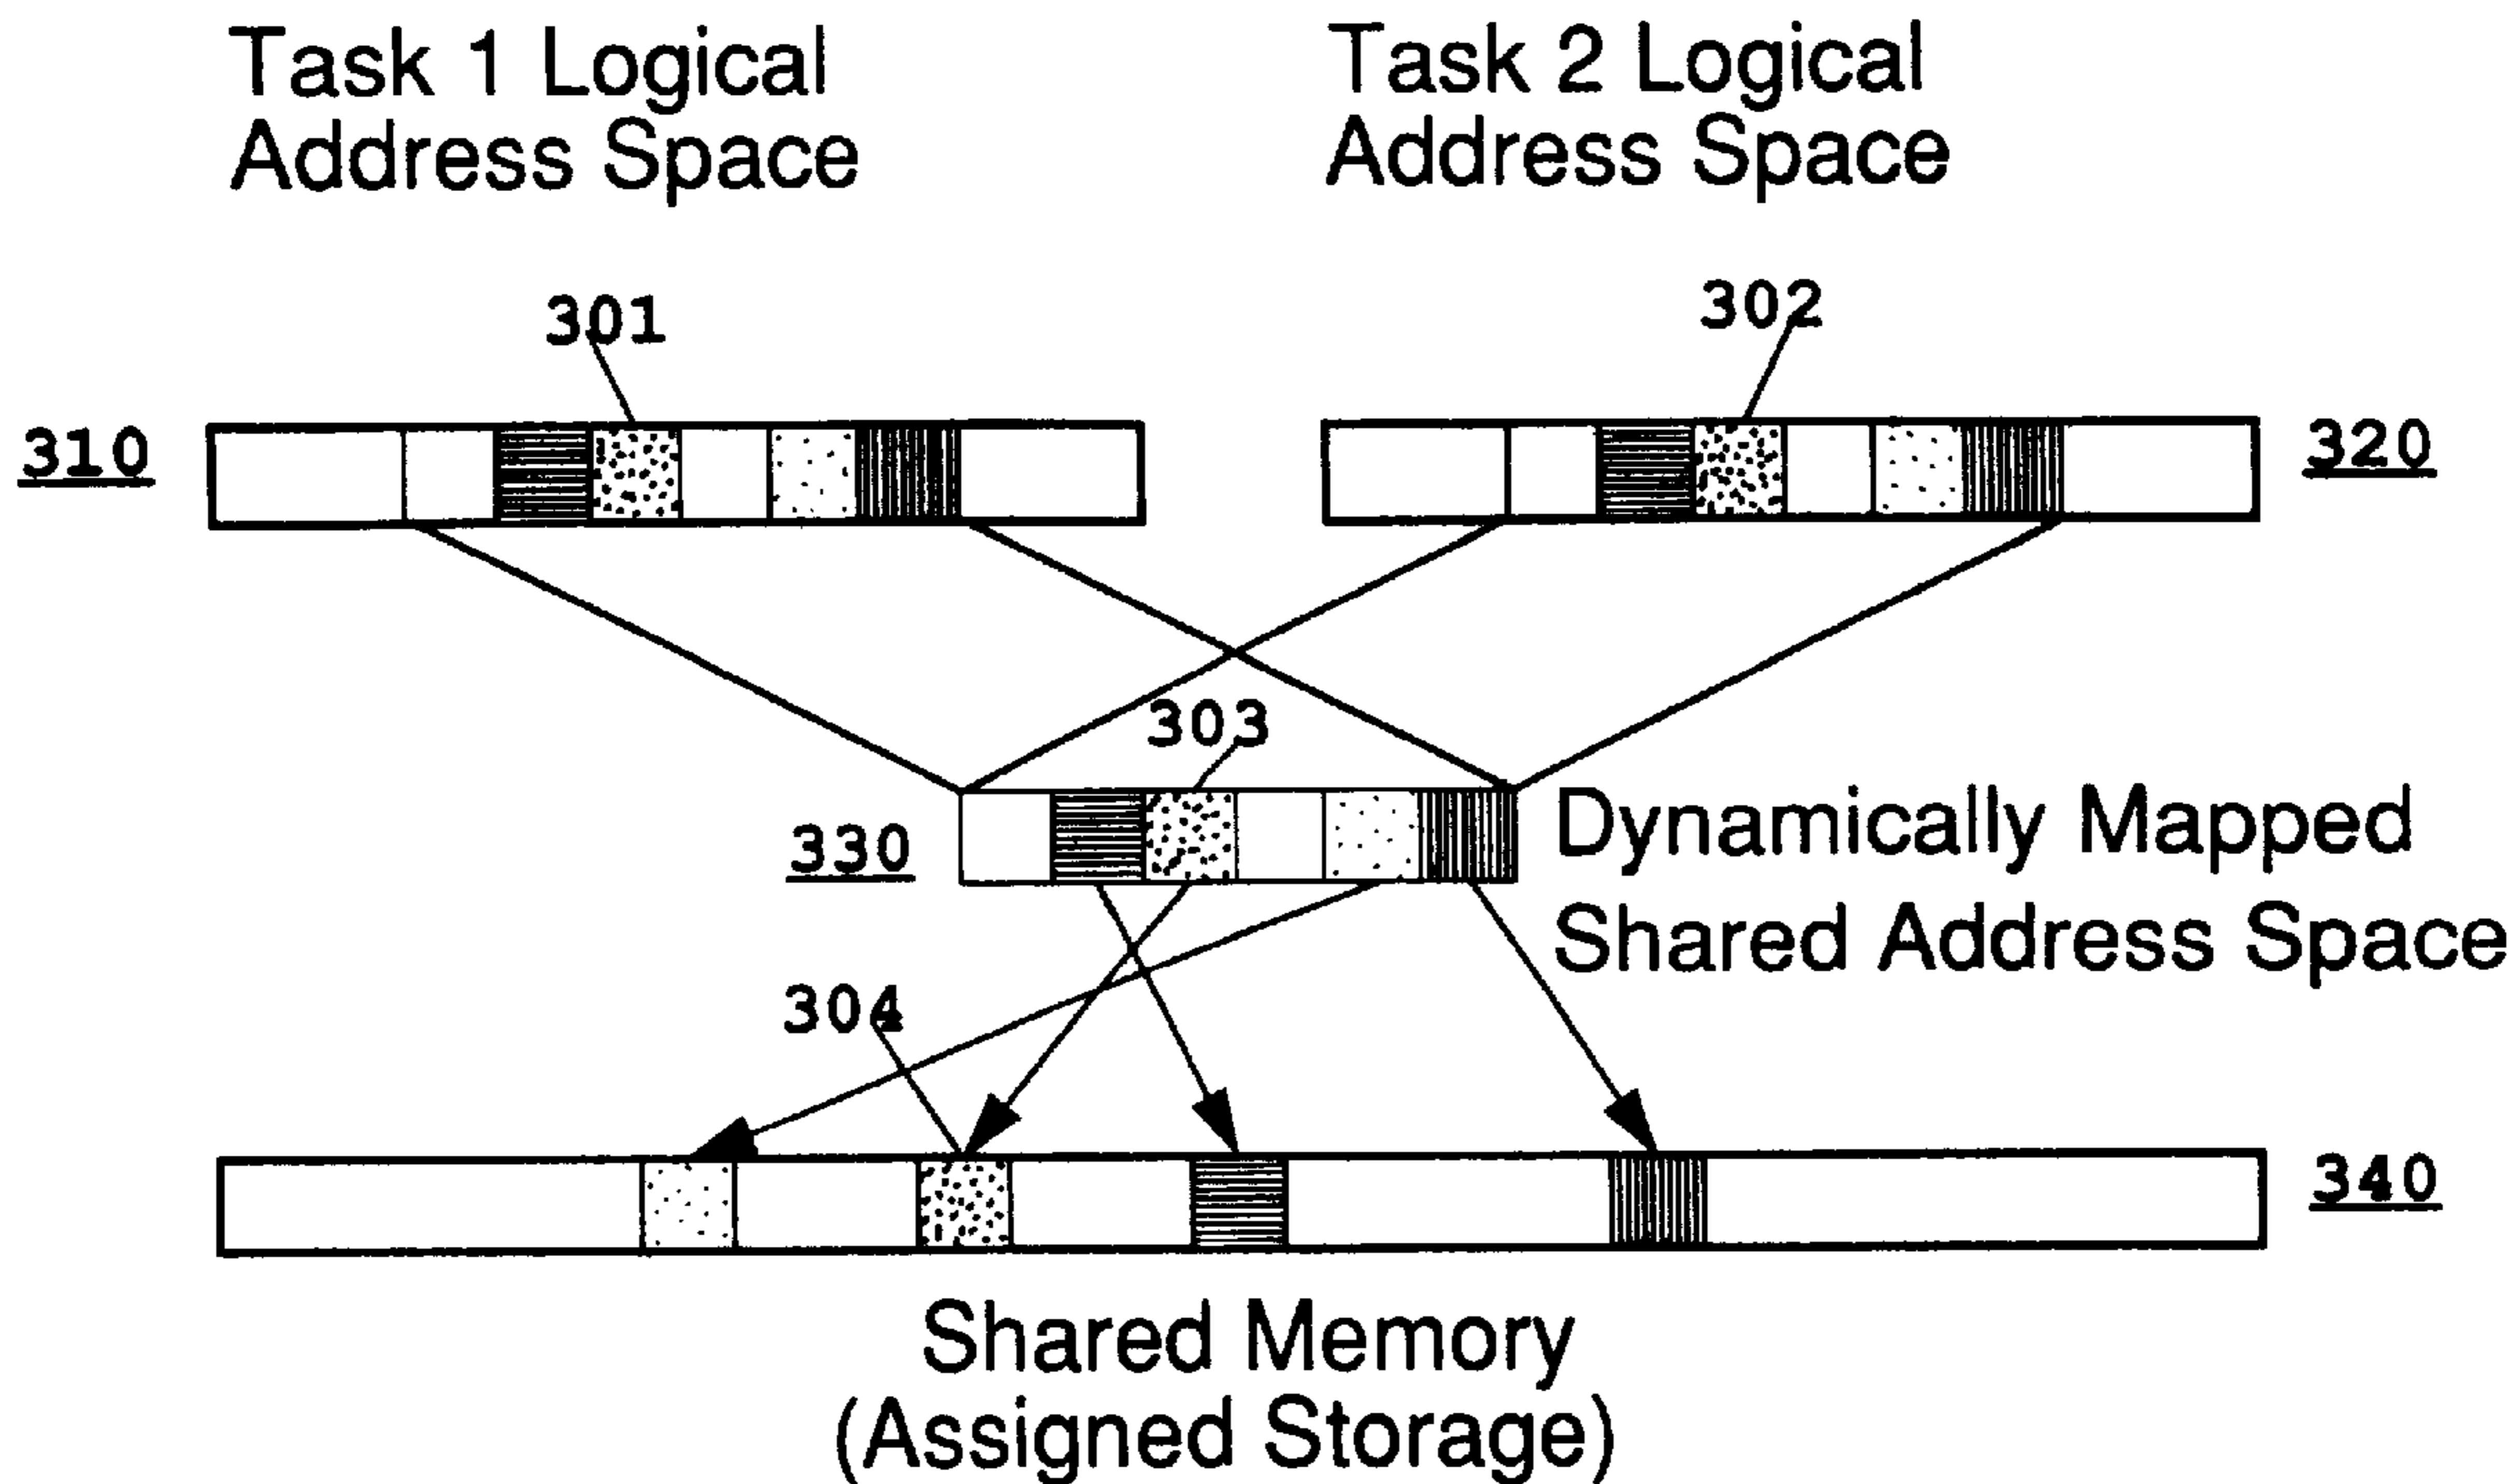 Task 1 Logical
Address Space
Task 2 Logical
Address Space
301
302
310
320
303
330
Dynamically Mapped
Shared Address Space
304
340
Shared Memory
(Assigned Storage)